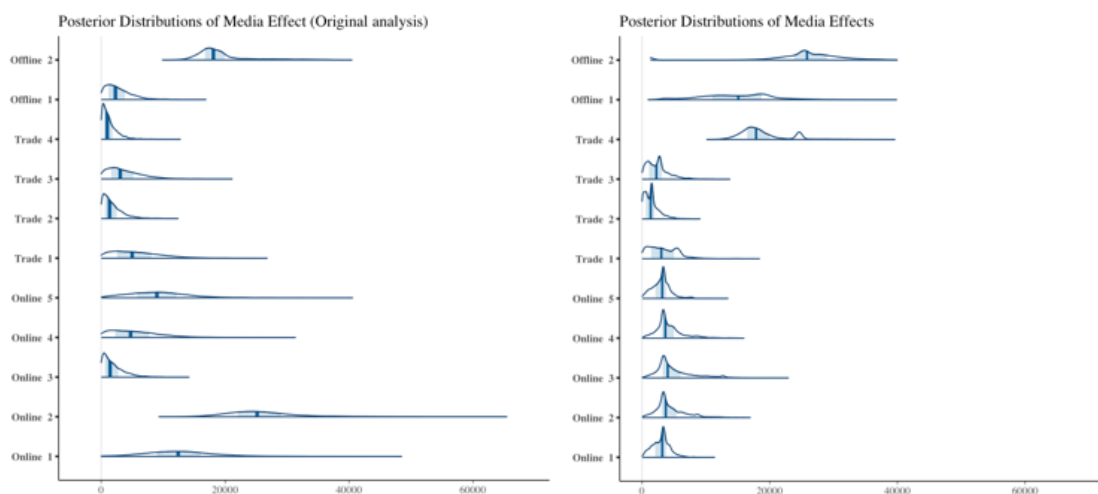 Posterior Distributions of Media Effect (Original analysis)
Offline 2
Offline 1
Trade 4
Trade 3
Trade 2
Trade 1
Online 5
Online 4
Online 3
Online 2
Online 1
0 20000 40000 60000
Posterior Distributions of Media Effects
Offline 2
Offline 1
Trade 4
Trade 3
Trade 2
Trade 1
Online 5
Online 4
Online 3
Online 2
Online 1
0 20000 40000 60000